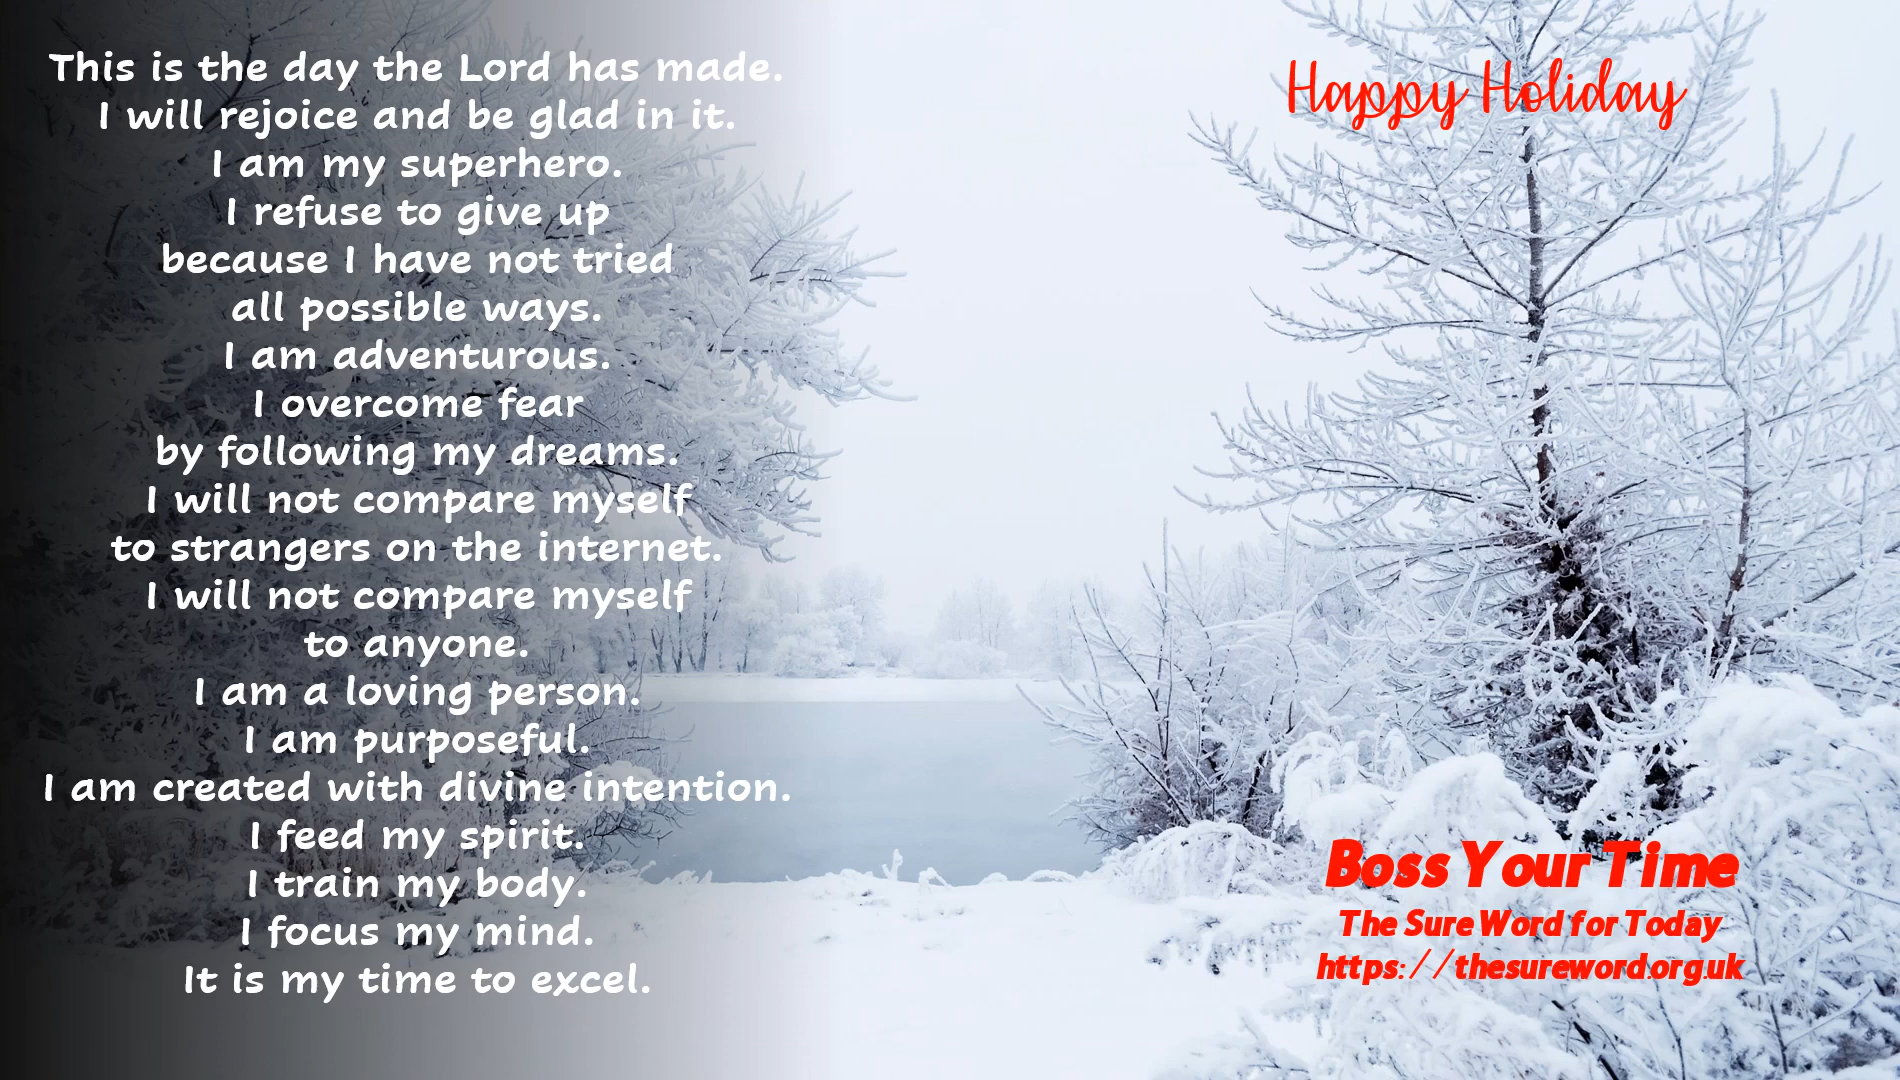 This is the day the Lord has made.
I will rejoice and be glad in it.
I am my superhero.
I refuse to give up
because I have not tried
all possible ways.
I am adventurous.
I overcome fear
by following my dreams.
I will not compare myself
to strangers on the internet.
I will not compare myself
to anyone.
I am a loving person.
I am purposeful.
I am created with divine intention.
I feed my spirit.
I train my body.
I focus my mind.
It is my time to excel.
Happy Holiday
Boss Your Time
The Sure Word for Today
https://thesureword.org.uk